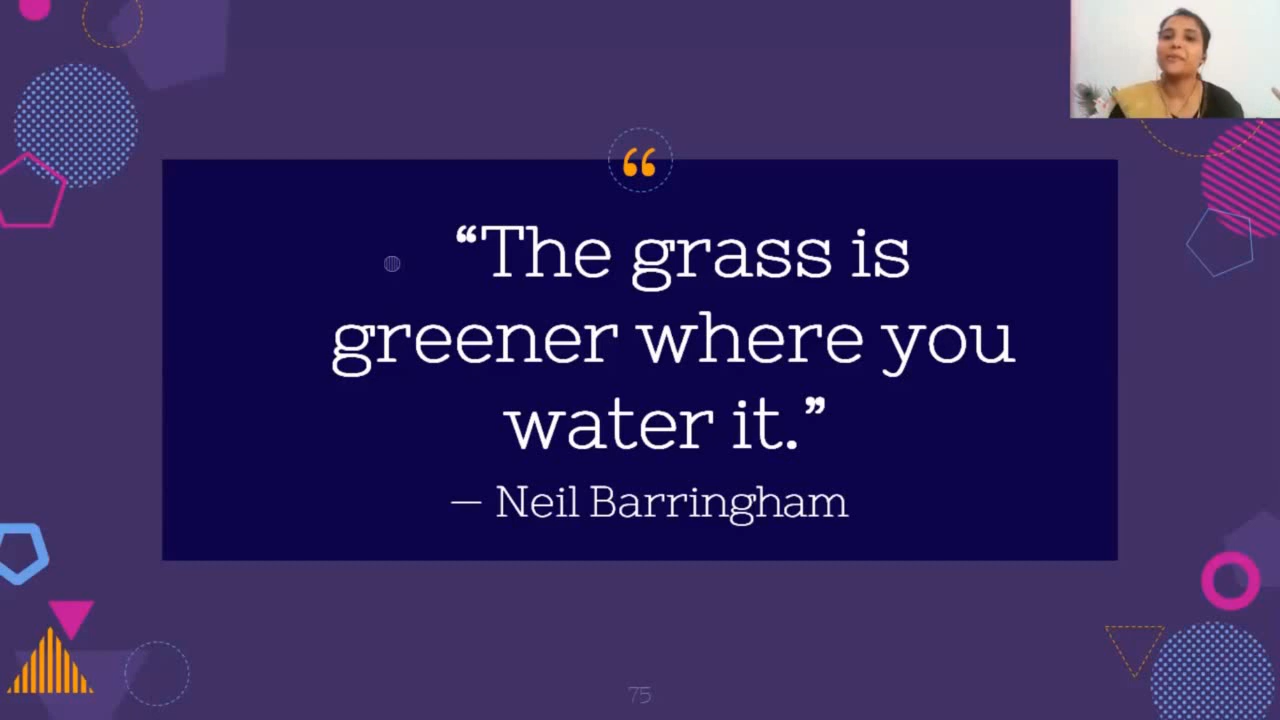 “
“The grass is
greener where you
water it.”
— Neil Barringham
75